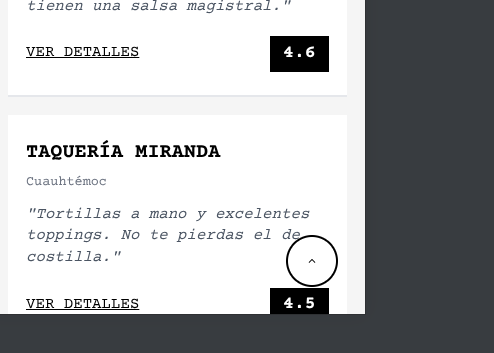 tienen una salsa magistral."
VER DETALLES
4.6
TAQUERÍA MIRANDA
Cuauhtémoc
"Tortillas a mano y excelentes
toppings. No te pierdas el de
costilla."
VER DETALLES
4.5